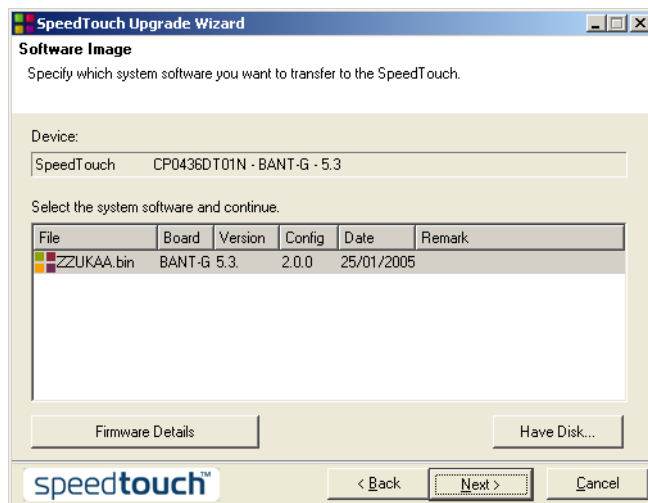 SpeedTouch Upgrade Wizard
Software Image
Specify which system software you want to transfer to the SpeedTouch.
Device:
SpeedTouch CP0436DT01N - BANT-G - 5.3
Select the system software and continue.
File Board Version Config Date Remark
ZZUKAA.bin BANT-G 5.3. 2.0.0 25/01/2005
Firmware Details Have Disk...
speedtouch™ < Back Next > Cancel